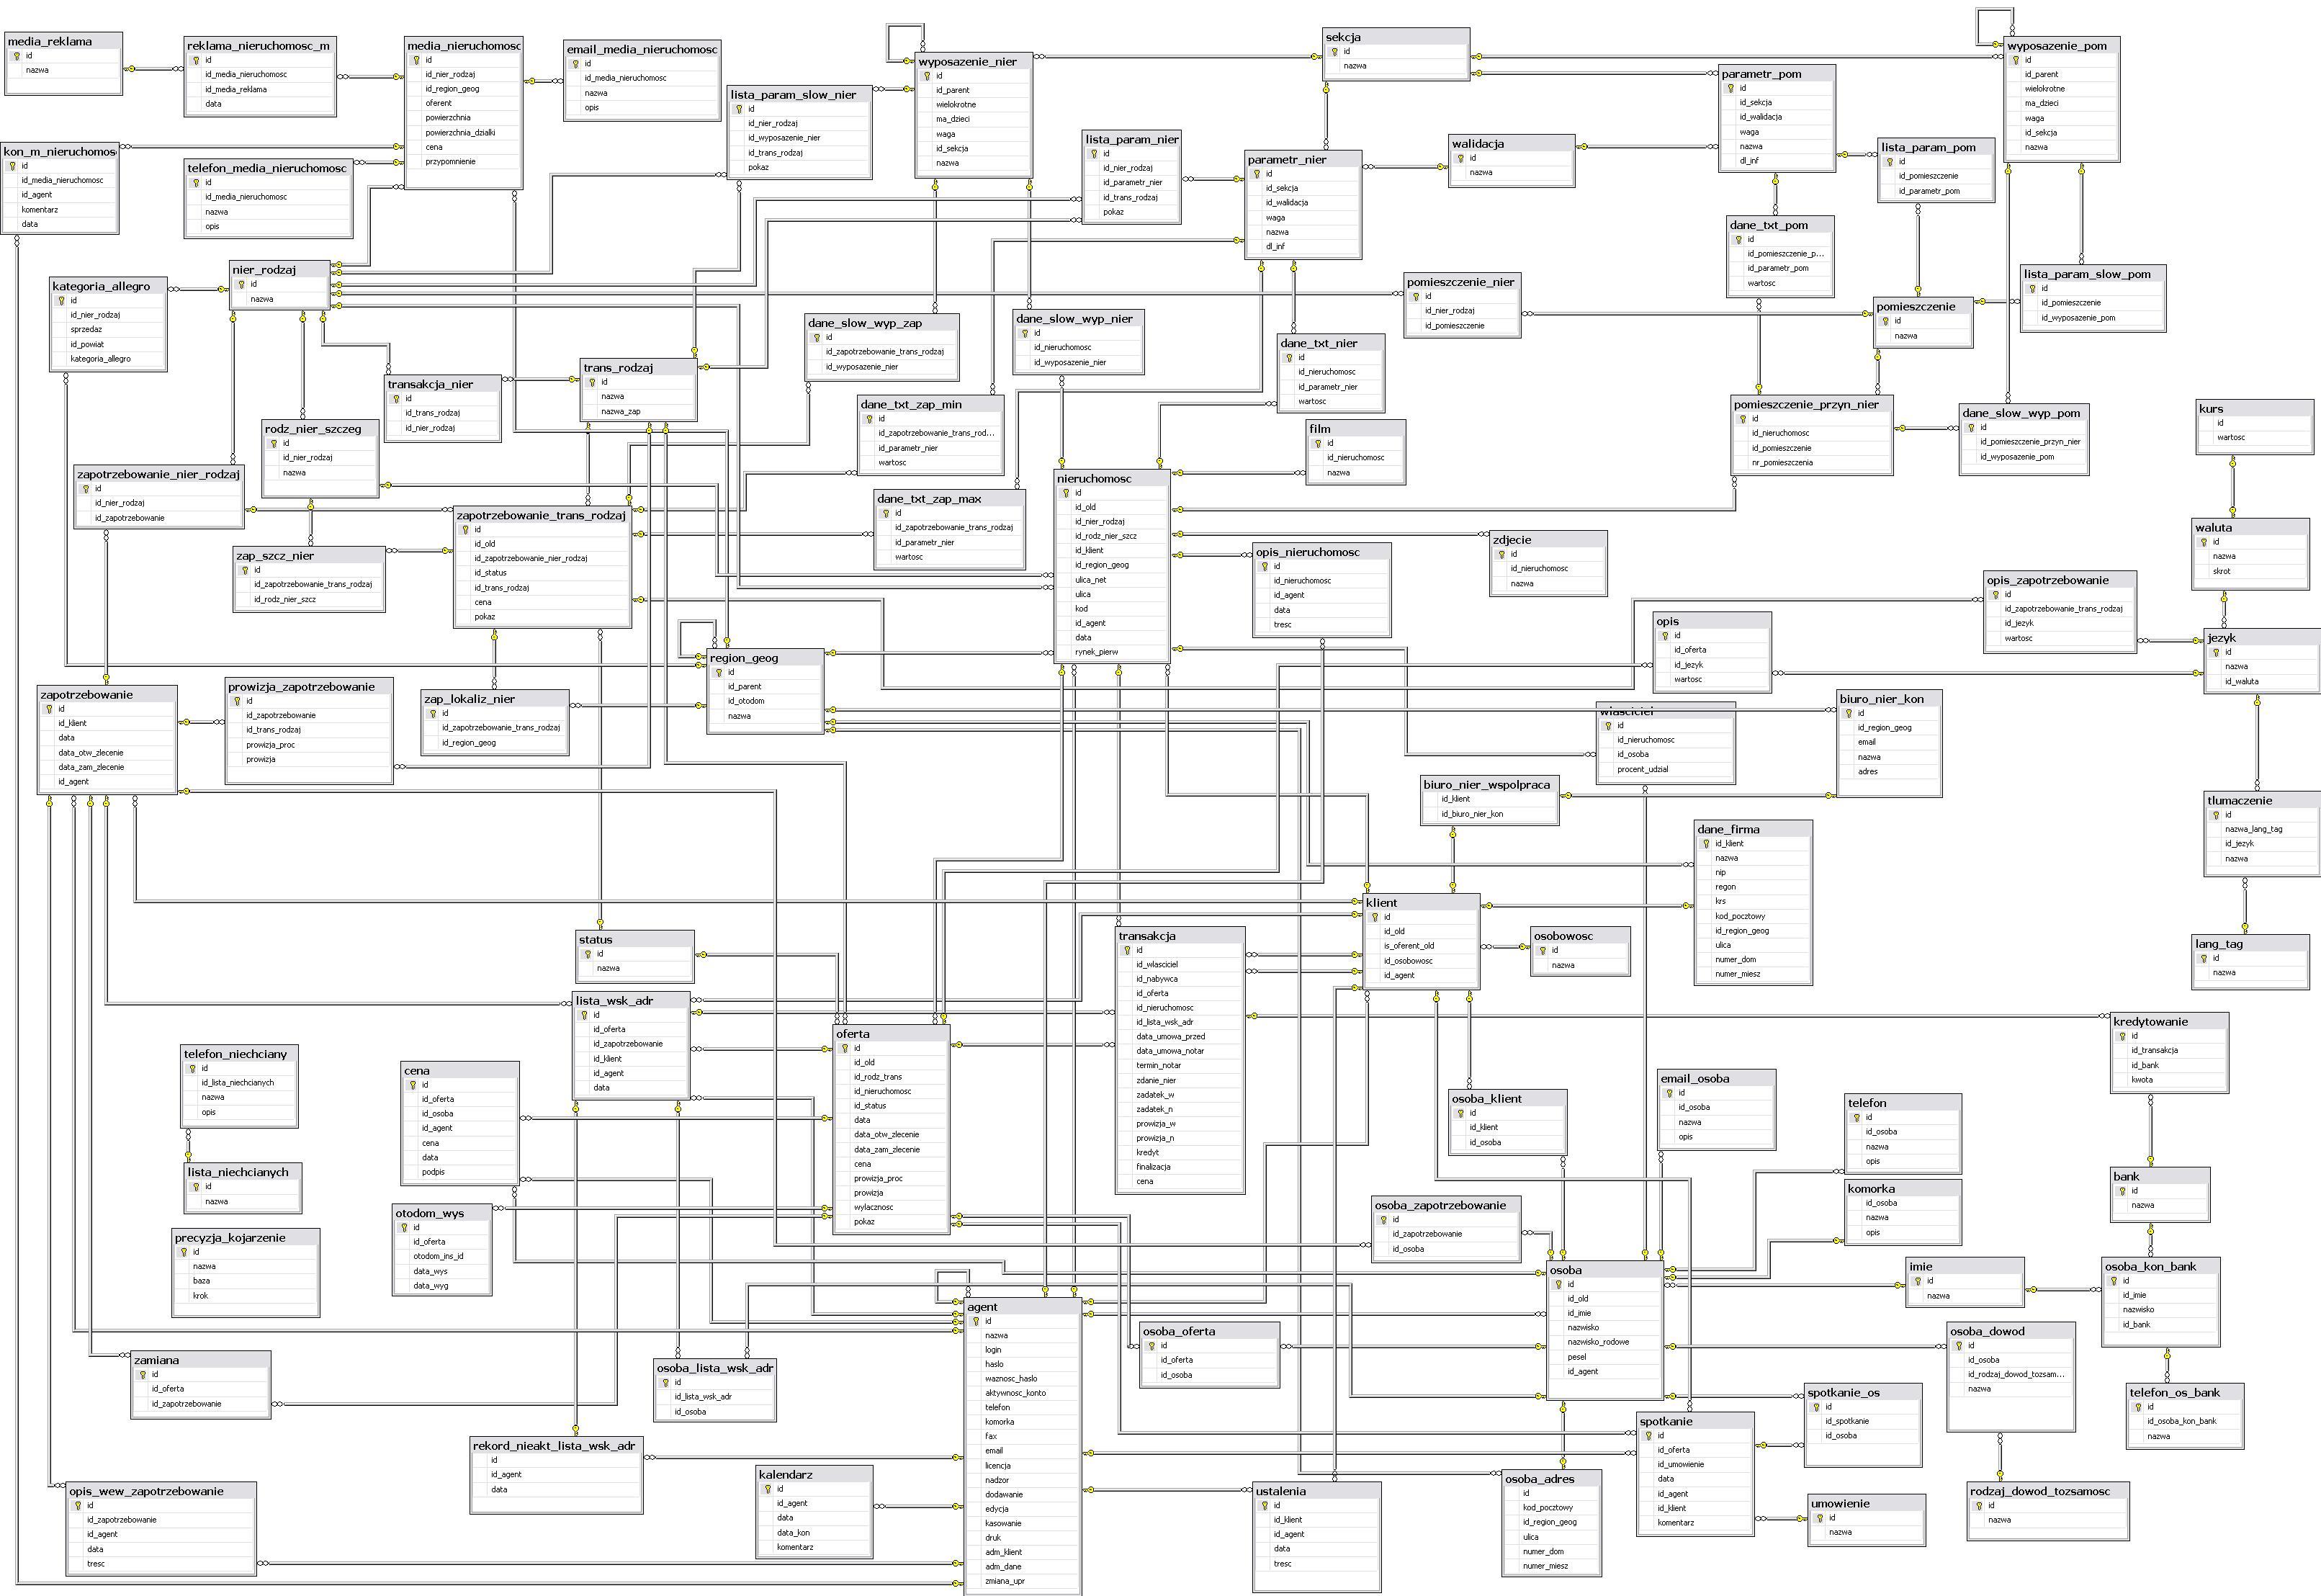 media_reklama
id
nazwa
reklama_nieruchomosc_m
id
id_media_nieruchomosc
id_media_reklama
data
media_nieruchomosc
id
id_nier_rodzaj
id_region_geog
oferent
powierzchnia
powierzchnia_dzialki
cena
przypomnienie
email_media_nieruchomosc
id
id_media_nieruchomosc
nazwa
opis
lista_param_slow_nier
id
id_nier_rodzaj
id_wyposazenie_nier
id_trans_rodzaj
pokaz
wyposazenie_nier
id
id_parent
wielokrotne
ma_dzieci
waga
id_sekcja
nazwa
sekcja
id
nazwa
parametr_pom
id
id_sekcja
id_walidacja
waga
nazwa
dl_inf
wyposazenie_pom
id
id_parent
wielokrotne
ma_dzieci
waga
id_sekcja
nazwa
kon_m_nieruchomos
id
id_media_nieruchomosc
id_agent
komentarz
data
telefon_media_nieruchomosc
id
id_media_nieruchomosc
nazwa
opis
lista_param_nier
id
id_nier_rodzaj
id_parametr_nier
id_trans_rodzaj
pokaz
parametr_nier
id
id_sekcja
id_walidacja
waga
nazwa
dl_inf
walidacja
id
nazwa
lista_param_pom
id
id_pomieszczenie
id_parametr_pom
dane_txt_pom
id
id_pomieszczenie_p...
id_parametr_pom
wartosc
lista_param_slow_pom
id
id_pomieszczenie
id_wyposazenie_pom
kategoria_allegro
id
id_nier_rodzaj
sprzedaz
id_powiat
kategoria_allegro
nier_rodzaj
id
nazwa
pomieszczenie_nier
id
id_nier_rodzaj
id_pomieszczenie
pomieszczenie
id
nazwa
transakcja_nier
id
id_trans_rodzaj
id_nier_rodzaj
trans_rodzaj
id
nazwa
nazwa_zap
dane_slow_wyp_zap
id
id_zapotrzebowanie_trans_rodzaj
id_wyposazenie_nier
dane_slow_wyp_nier
id
id_nieruchomosc
id_wyposazenie_nier
dane_txt_nier
id
id_nieruchomosc
id_parametr_nier
wartosc
rodz_nier_szczeg
id
id_nier_rodzaj
nazwa
dane_txt_zap_min
id
id_zapotrzebowanie_trans_rod...
id_parametr_nier
wartosc
film
id
id_nieruchomosc
nazwa
pomieszczenie_przyn_nier
id
id_nieruchomosc
id_pomieszczenie
nr_pomieszczenia
dane_slow_wyp_pom
id
id_pomieszczenie_przyn_nier
id_wyposazenie_pom
kurs
id
wartosc
zapotrzebowanie_nier_rodzaj
id
id_nier_rodzaj
id_zapotrzebowanie
zap_szcz_nier
id
id_zapotrzebowanie_trans_rodzaj
id_rodz_nier_szcz
zapotrzebowanie_trans_rodzaj
id
id_old
id_zapotrzebowanie_nier_rodzaj
id_status
id_trans_rodzaj
cena
pokaz
dane_txt_zap_max
id
id_zapotrzebowanie_trans_rodzaj
id_parametr_nier
wartosc
nieruchomosc
id
id_old
id_nier_rodzaj
id_rodz_nier_szcz
id_klient
id_region_geog
ulica_net
ulica
kod
id_agent
data
rynek_pierw
opis_nieruchomosc
id
id_nieruchomosc
id_agent
data
tresc
zdjecie
id
id_nieruchomosc
nazwa
waluta
id
nazwa
skrot
opis_zapotrzebowanie
id
id_zapotrzebowanie_trans_rodzaj
id_jezyk
wartosc
opis
id
id_oferta
id_jezyk
wartosc
jezyk
id
nazwa
id_waluta
zapotrzebowanie
id
id_klient
data
data_otw_zlecenie
data_zam_zlecenie
id_agent
prowizja_zapotrzebowanie
id
id_zapotrzebowanie
id_trans_rodzaj
prowizja_proc
prowizja
zap_lokaliz_nier
id
id_zapotrzebowanie_trans_rodzaj
id_region_geog
region_geog
id
id_parent
id_otodom
nazwa
wlasciciel
id
id_nieruchomosc
id_osoba
procent_udzial
biuro_nier_kon
id
id_region_geog
email
nazwa
adres
biuro_nier_wspolpraca
id_klient
id_biuro_nier_kon
tlumaczenie
id
nazwa_lang_tag
id_jezyk
nazwa
dane_firma
id_klient
nazwa
nip
regon
krs
kod_pocztowy
id_region_geog
ulica
numer_dom
numer_miesz
status
id
nazwa
transakcja
id
id_wlasciciel
id_nabywca
id_oferta
id_nieruchomosc
id_lista_wsk_adr
data_umowa_przed
data_umowa_notar
termin_notar
zdanie_nier
zadatek_w
zadatek_n
prowizja_w
prowizja_n
kredyt
finalizacja
cena
klient
id
id_old
is_oferent_old
id_osobowosc
id_agent
osobowosc
id
nazwa
lang_tag
id
nazwa
lista_wsk_adr
id
id_oferta
id_zapotrzebowanie
id_klient
id_agent
data
oferta
id
id_old
id_rodz_trans
id_nieruchomosc
id_status
data
data_otw_zlecenie
data_zam_zlecenie
cena
prowizja_proc
prowizja
wylacznosc
pokaz
kredytowanie
id
id_transakcja
id_bank
kwota
telefon_niechciany
id
id_lista_niechcianych
nazwa
opis
cena
id
id_oferta
id_osoba
id_agent
cena
data
podpis
osoba_klient
id
id_klient
id_osoba
email_osoba
id
id_osoba
nazwa
opis
telefon
id
id_osoba
nazwa
opis
lista_niechcianych
id
nazwa
komorka
id_osoba
nazwa
opis
bank
id
nazwa
precyzja_kojarzenie
id
nazwa
baza
krok
otodom_wys
id
id_oferta
otodom_ins_id
data_wys
data_wyg
osoba_zapotrzebowanie
id
id_zapotrzebowanie
id_osoba
osoba
id
id_old
id_imie
nazwisko
nazwisko_rodowe
pesel
id_agent
imie
id
nazwa
osoba_kon_bank
id
id_imie
nazwisko
id_bank
agent
id
nazwa
login
haslo
waznosc_haslo
aktywnosc_konto
telefon
komorka
fax
email
licencja
nadzor
dodawanie
edycja
kasowanie
druk
adm_klient
adm_dane
zmiana_upr
osoba_oferta
id
id_oferta
id_osoba
osoba_dowod
id
id_osoba
id_rodzaj_dowod_tozsam...
nazwa
zamiana
id
id_oferta
id_zapotrzebowanie
osoba_lista_wsk_adr
id
id_lista_wsk_adr
id_osoba
spotkanie_os
id
id_spotkanie
id_osoba
telefon_os_bank
id
id_osoba_kon_bank
nazwa
spotkanie
id
id_oferta
id_umowienie
data
id_agent
id_klient
komentarz
rekord_nieakt_lista_wsk_adr
id
id_agent
data
kalendarz
id
id_agent
data
data_kon
komentarz
osoba_adres
id
kod_pocztowy
id_region_geog
ulica
numer_dom
numer_miesz
opis_wew_zapotrzebowanie
id
id_zapotrzebowanie
id_agent
data
tresc
ustalenia
id
id_klient
id_agent
data
tresc
umowienie
id
nazwa
rodzaj_dowod_tozsamosc
id
nazwa